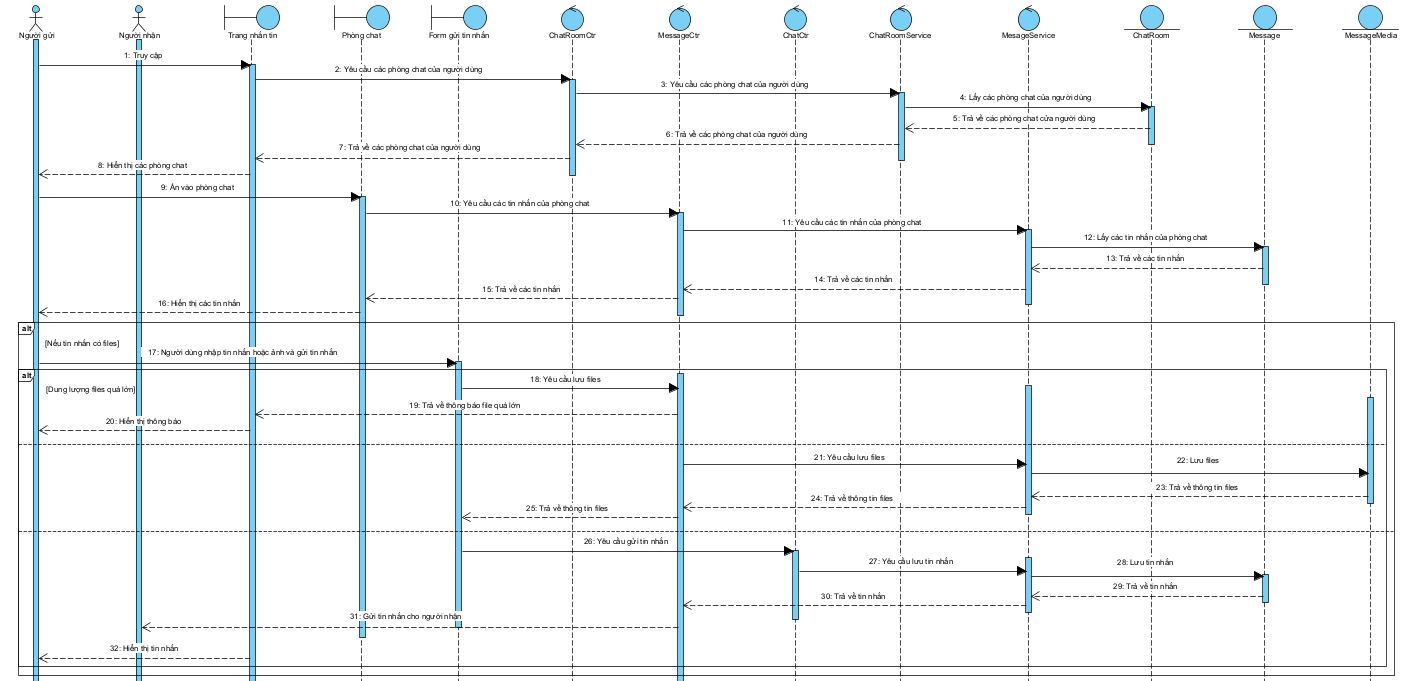 Người gửi
Người nhận
Trang nhắn tin
Phòng chat
Form gửi tin nhắn
ChatRoomCtr
MessageCtr
ChatCtr
ChatRoomService
MesageService
ChatRoom
Message
MessageMedia
1: Truy cập
2: Yêu cầu các phòng chat của người dùng
3: Yêu cầu các phòng chat của người dùng
4: Lấy các phòng chat của người dùng
5: Trả về các phòng chat cửa người dùng
6: Trả về các phòng chat của người dùng
7: Trả về các phòng chat của người dùng
8: Hiển thị các phòng chat
9: Ấn vào phòng chat
10: Yêu cầu các tin nhắn của phòng chat
11: Yêu cầu các tin nhắn của phòng chat
12: Lấy các tin nhắn của phòng chat
13: Trả về các tin nhắn
14: Trả về các tin nhắn
15: Trả về các tin nhắn
16: Hiển thị các tin nhắn
alt
[Nếu tin nhắn có files]
17: Người dùng nhập tin nhắn hoặc ảnh và gửi tin nhắn
alt
[Dung lượng files quá lớn]
18: Yêu cầu lưu files
19: Trả về thông báo file quá lớn
20: Hiển thị thông báo
21: Yêu cầu lưu files
22: Lưu files
23: Trả về thông tin files
24: Trả về thông tin files
25: Trả về thông tin files
26: Yêu cầu gửi tin nhắn
27: Yêu cầu lưu tin nhắn
28: Lưu tin nhắn
29: Trả về tin nhắn
30: Trả về tin nhắn
31: Gửi tin nhắn cho người nhận
32: Hiển thị tin nhắn